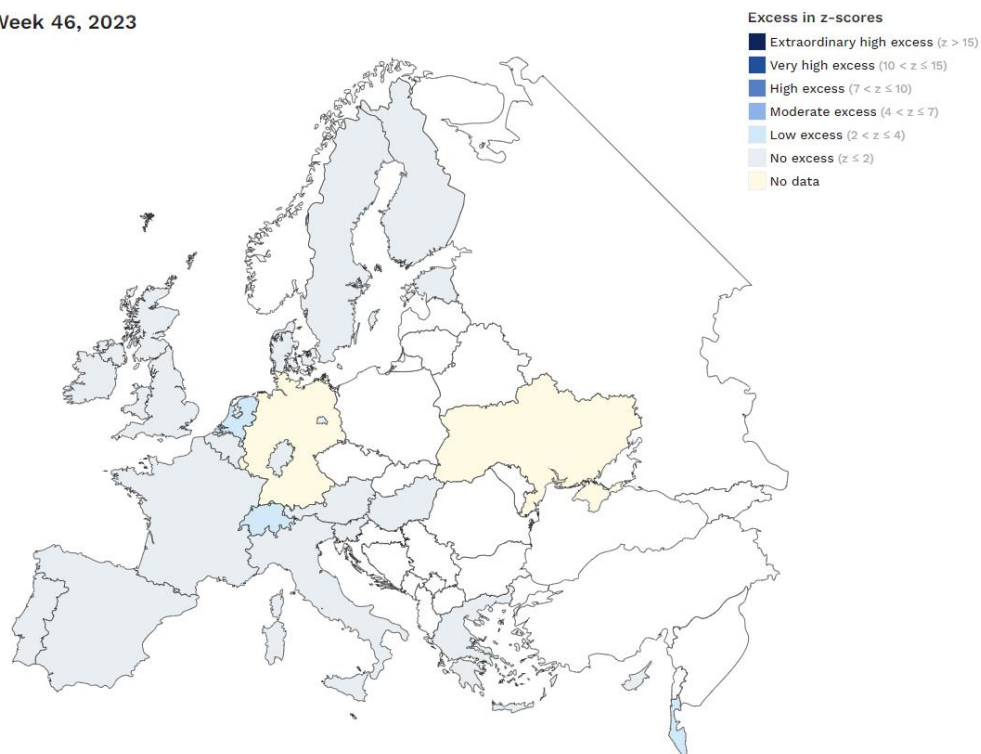 Week 46, 2023
Excess in z-scores
Extraordinary high excess (z > 15)
Very high excess (10 < z ≤ 15)
High excess (7 < z ≤ 10)
Moderate excess (4 < z ≤ 7)
Low excess (2 < z ≤ 4)
No excess (z ≤ 2)
No data